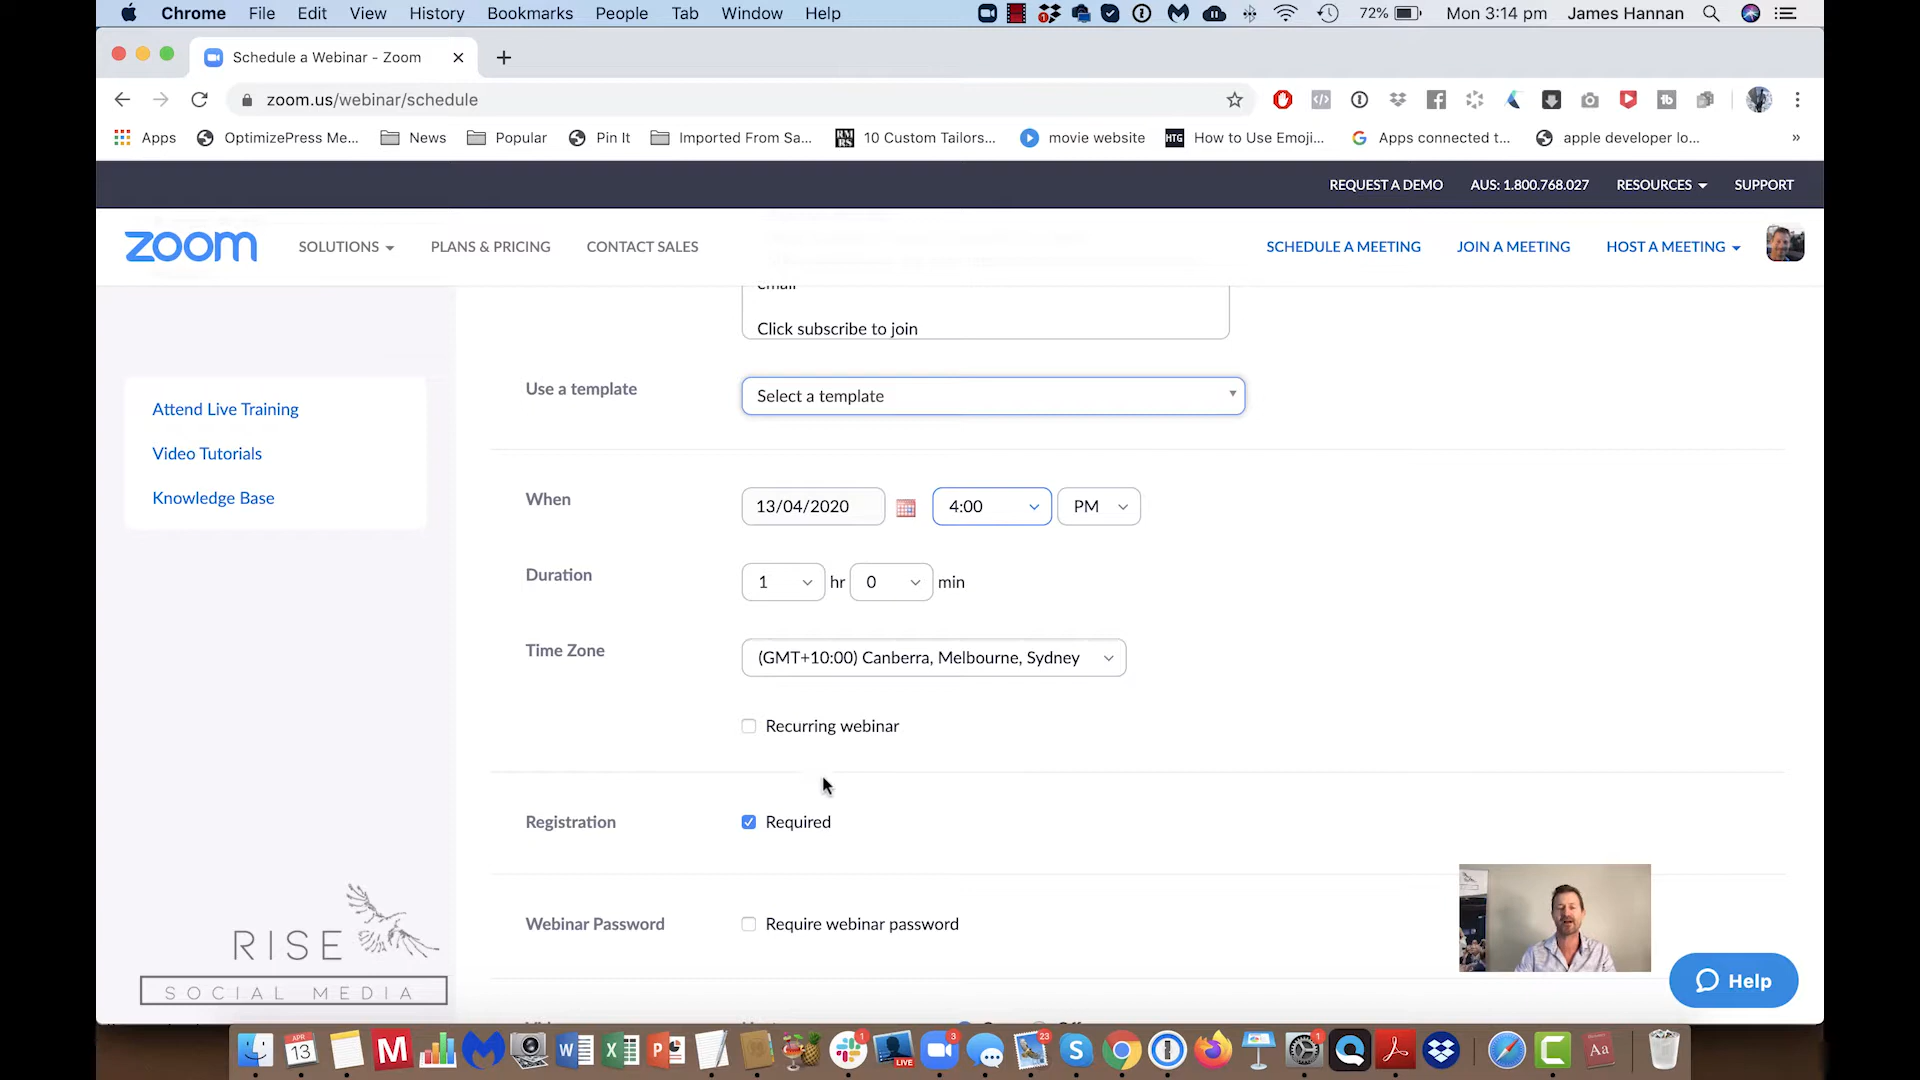 Chrome File Edit View History Bookmarks People Tab Window Help 72% Mon 3:14 pm James Hannan
Schedule a Webinar - Zoom
zoom.us/webinar/schedule
Apps OptimizePress Me... News Popular Pin It Imported From Sa... 10 Custom Tailors... movie website HTG How to Use Emoji... Apps connected t... apple developer lo... »
REQUEST A DEMO AUS: 1.800.768.027 RESOURCES SUPPORT
zoom SOLUTIONS PLANS & PRICING CONTACT SALES SCHEDULE A MEETING JOIN A MEETING HOST A MEETING
email
Click subscribe to join
Use a template Select a template
Attend Live Training
Video Tutorials
Knowledge Base
When 13/04/2020 4:00 PM
Duration 1 hr 0 min
Time Zone (GMT+10:00) Canberra, Melbourne, Sydney
Recurring webinar
Registration Required
Webinar Password Require webinar password
RISE
SOCIAL MEDIA
Help